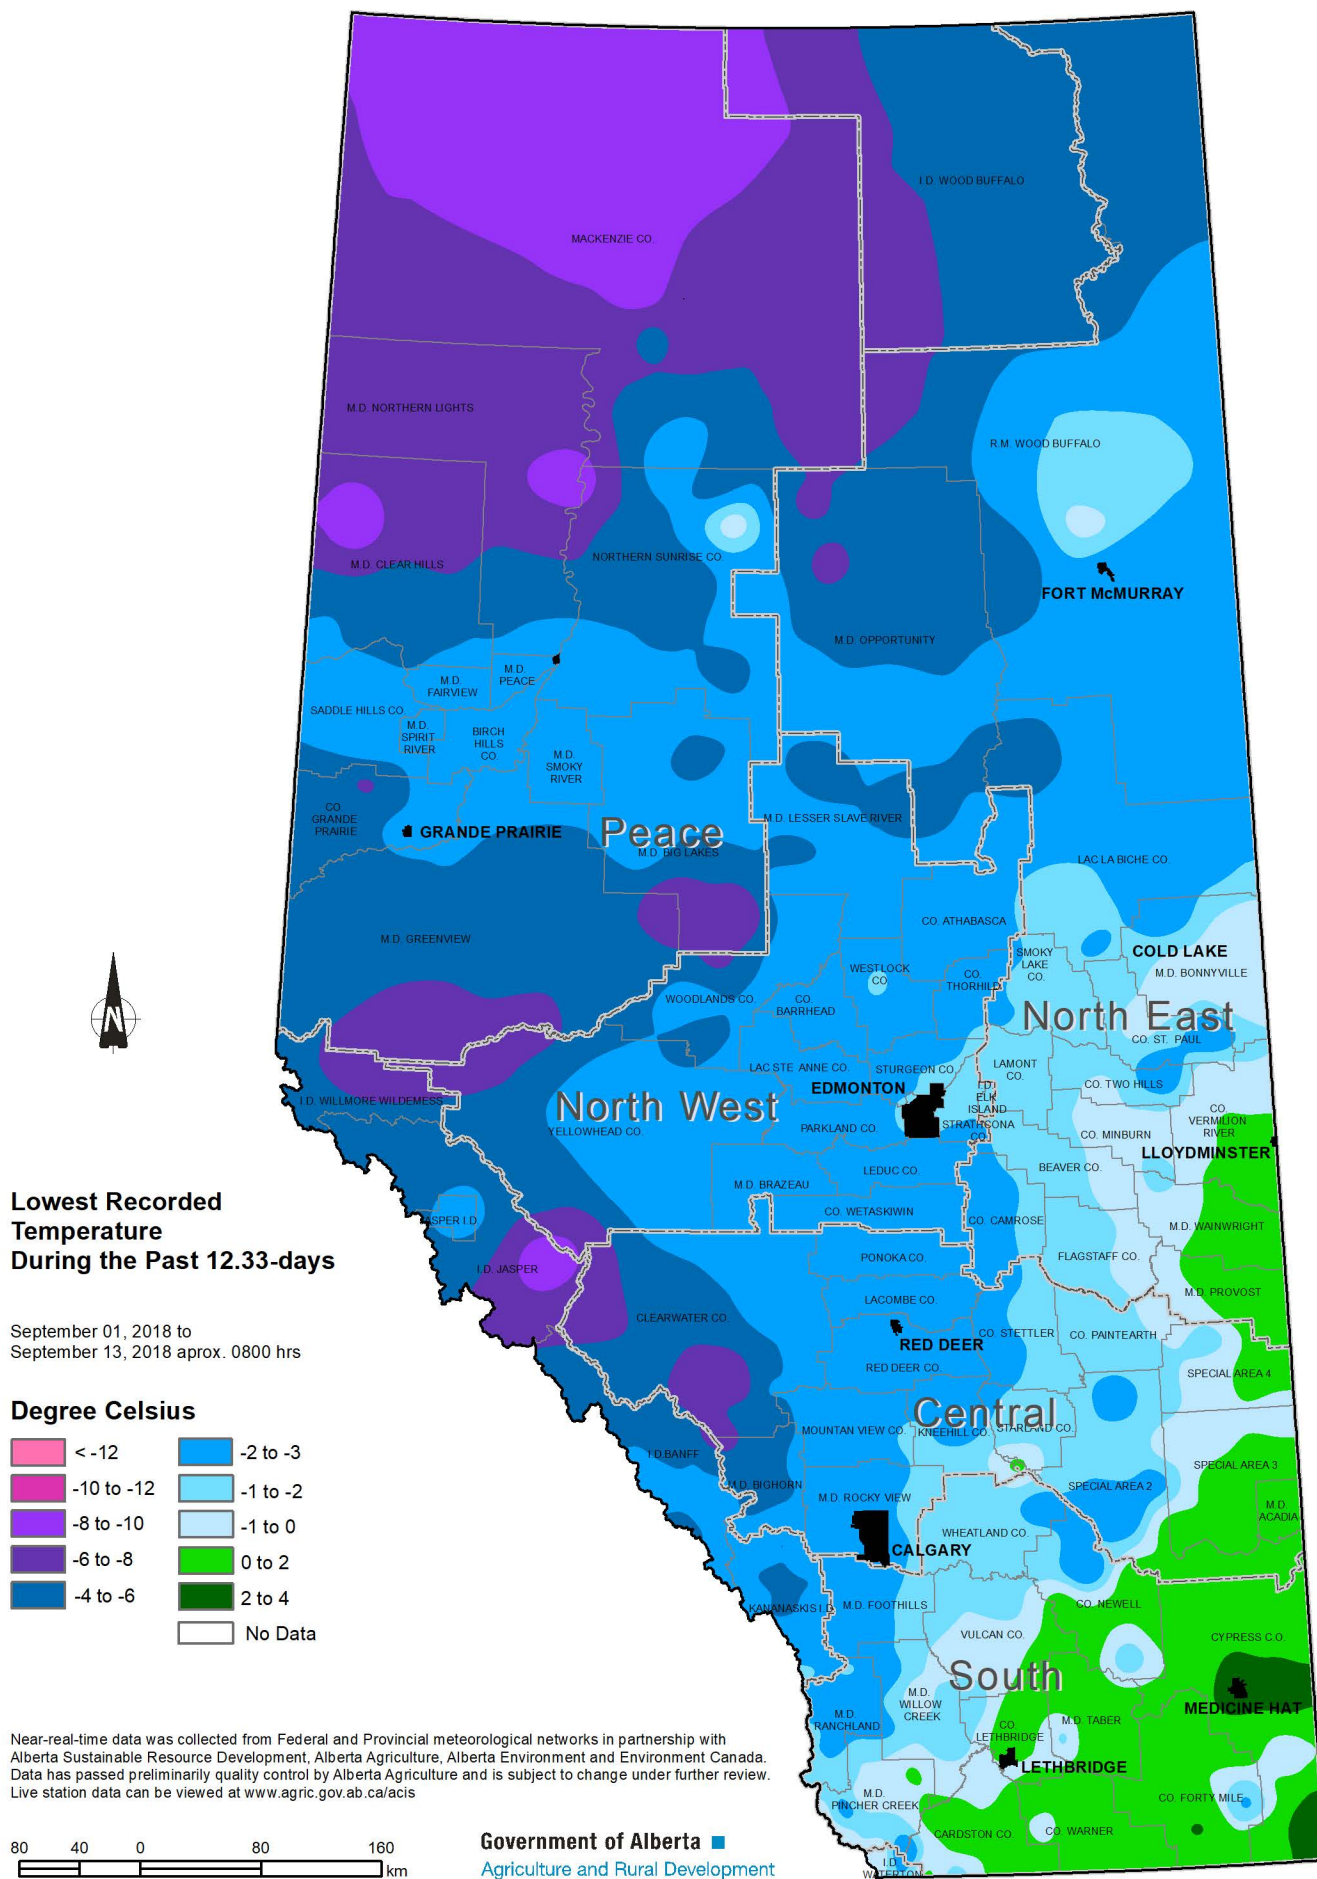 I.D. WOOD BUFFALO
MACKENZIE CO.
M.D. NORTHERN LIGHTS
R.M. WOOD BUFFALO
NORTHERN SUNRISE CO.
M.D. CLEAR HILLS
FORT McMURRAY
M.D. OPPORTUNITY
M.D.
PEACE
M.D.
FAIRVIEW
SADDLE HILLS CO.
M.D.
SPIRIT
RIVER
BIRCH
HILLS
CO.
M.D.
SMOKY
RIVER
CO.
GRANDE
PRAIRIE
GRANDE PRAIRIE
Peace
M.D. LESSER SLAVE RIVER
M.D. BIG LAKES
LAC LA BICHE CO.
CO. ATHABASCA
M.D. GREENVIEW
SMOKY
LAKE
CO.
COLD LAKE
M.D. BONNYVILLE
WESTLOCK
CO.
CO.
THORHILD
WOODLANDS CO.
CO.
BARRHEAD
North East
CO. ST. PAUL
N
LAC STE ANNE CO.
STURGEON CO.
LAMONT
CO.
CO. TWO HILLS
EDMONTON
I.D.
ELK
ISLAND
North West
I.D. WILLMORE WILDEMESS
YELLOWHEAD CO.
PARKLAND CO.
STRATHCONA
CO.
CO. MINBURN
CO.
VERMILION
RIVER
LLOYDMINSTER
LEDUC CO.
BEAVER CO.
M.D. BRAZEAU
CO. WETASKIWIN
CO. CAMROSE
M.D. WAINWRIGHT
JASPER I.D.
PONOKA CO.
FLAGSTAFF CO.
I.D. JASPER
M.D. PROVOST
LACOMBE CO.
CLEARWATER CO.
RED DEER
CO. STETTLER
CO. PAINTEARTH
RED DEER CO.
SPECIAL AREA 4
Central
MOUNTAN VIEW CO.
KNEEHILL CO.
STARLAND CO.
I.D.BANFF
SPECIAL AREA 3
M.D. BIGHORN
SPECIAL AREA 2
M.D. ROCKY VIEW
M.D.
ACADIA
WHEATLAND CO.
CALGARY
KANANASKIS I.D.
M.D. FOOTHILLS
CO. NEWELL
VULCAN CO.
CYPRESS C.O.
South
M.D.
WILLOW
CREEK
M.D.
RANCHLAND
MEDICINE HAT
CO.
LETHBRIDGE
M.D. TABER
LETHBRIDGE
M.D.
PINCHER CREEK
CO. FORTY MILE
CARDSTON CO.
CO. WARNER
I.D.
WATERTON
Lowest Recorded
Temperature
During the Past 12.33-days
September 01, 2018 to
September 13, 2018 aprox. 0800 hrs
Degree Celsius
< -12
-10 to -12
-8 to -10
-6 to -8
-4 to -6
-2 to -3
-1 to -2
-1 to 0
0 to 2
2 to 4
No Data
Near-real-time data was collected from Federal and Provincial meteorological networks in partnership with
Alberta Sustainable Resource Development, Alberta Agriculture, Alberta Environment and Environment Canada.
Data has passed preliminarily quality control by Alberta Agriculture and is subject to change under further review.
Live station data can be viewed at www.agric.gov.ab.ca/acis
80 40 0 80 160
km
Government of Alberta
Agriculture and Rural Development